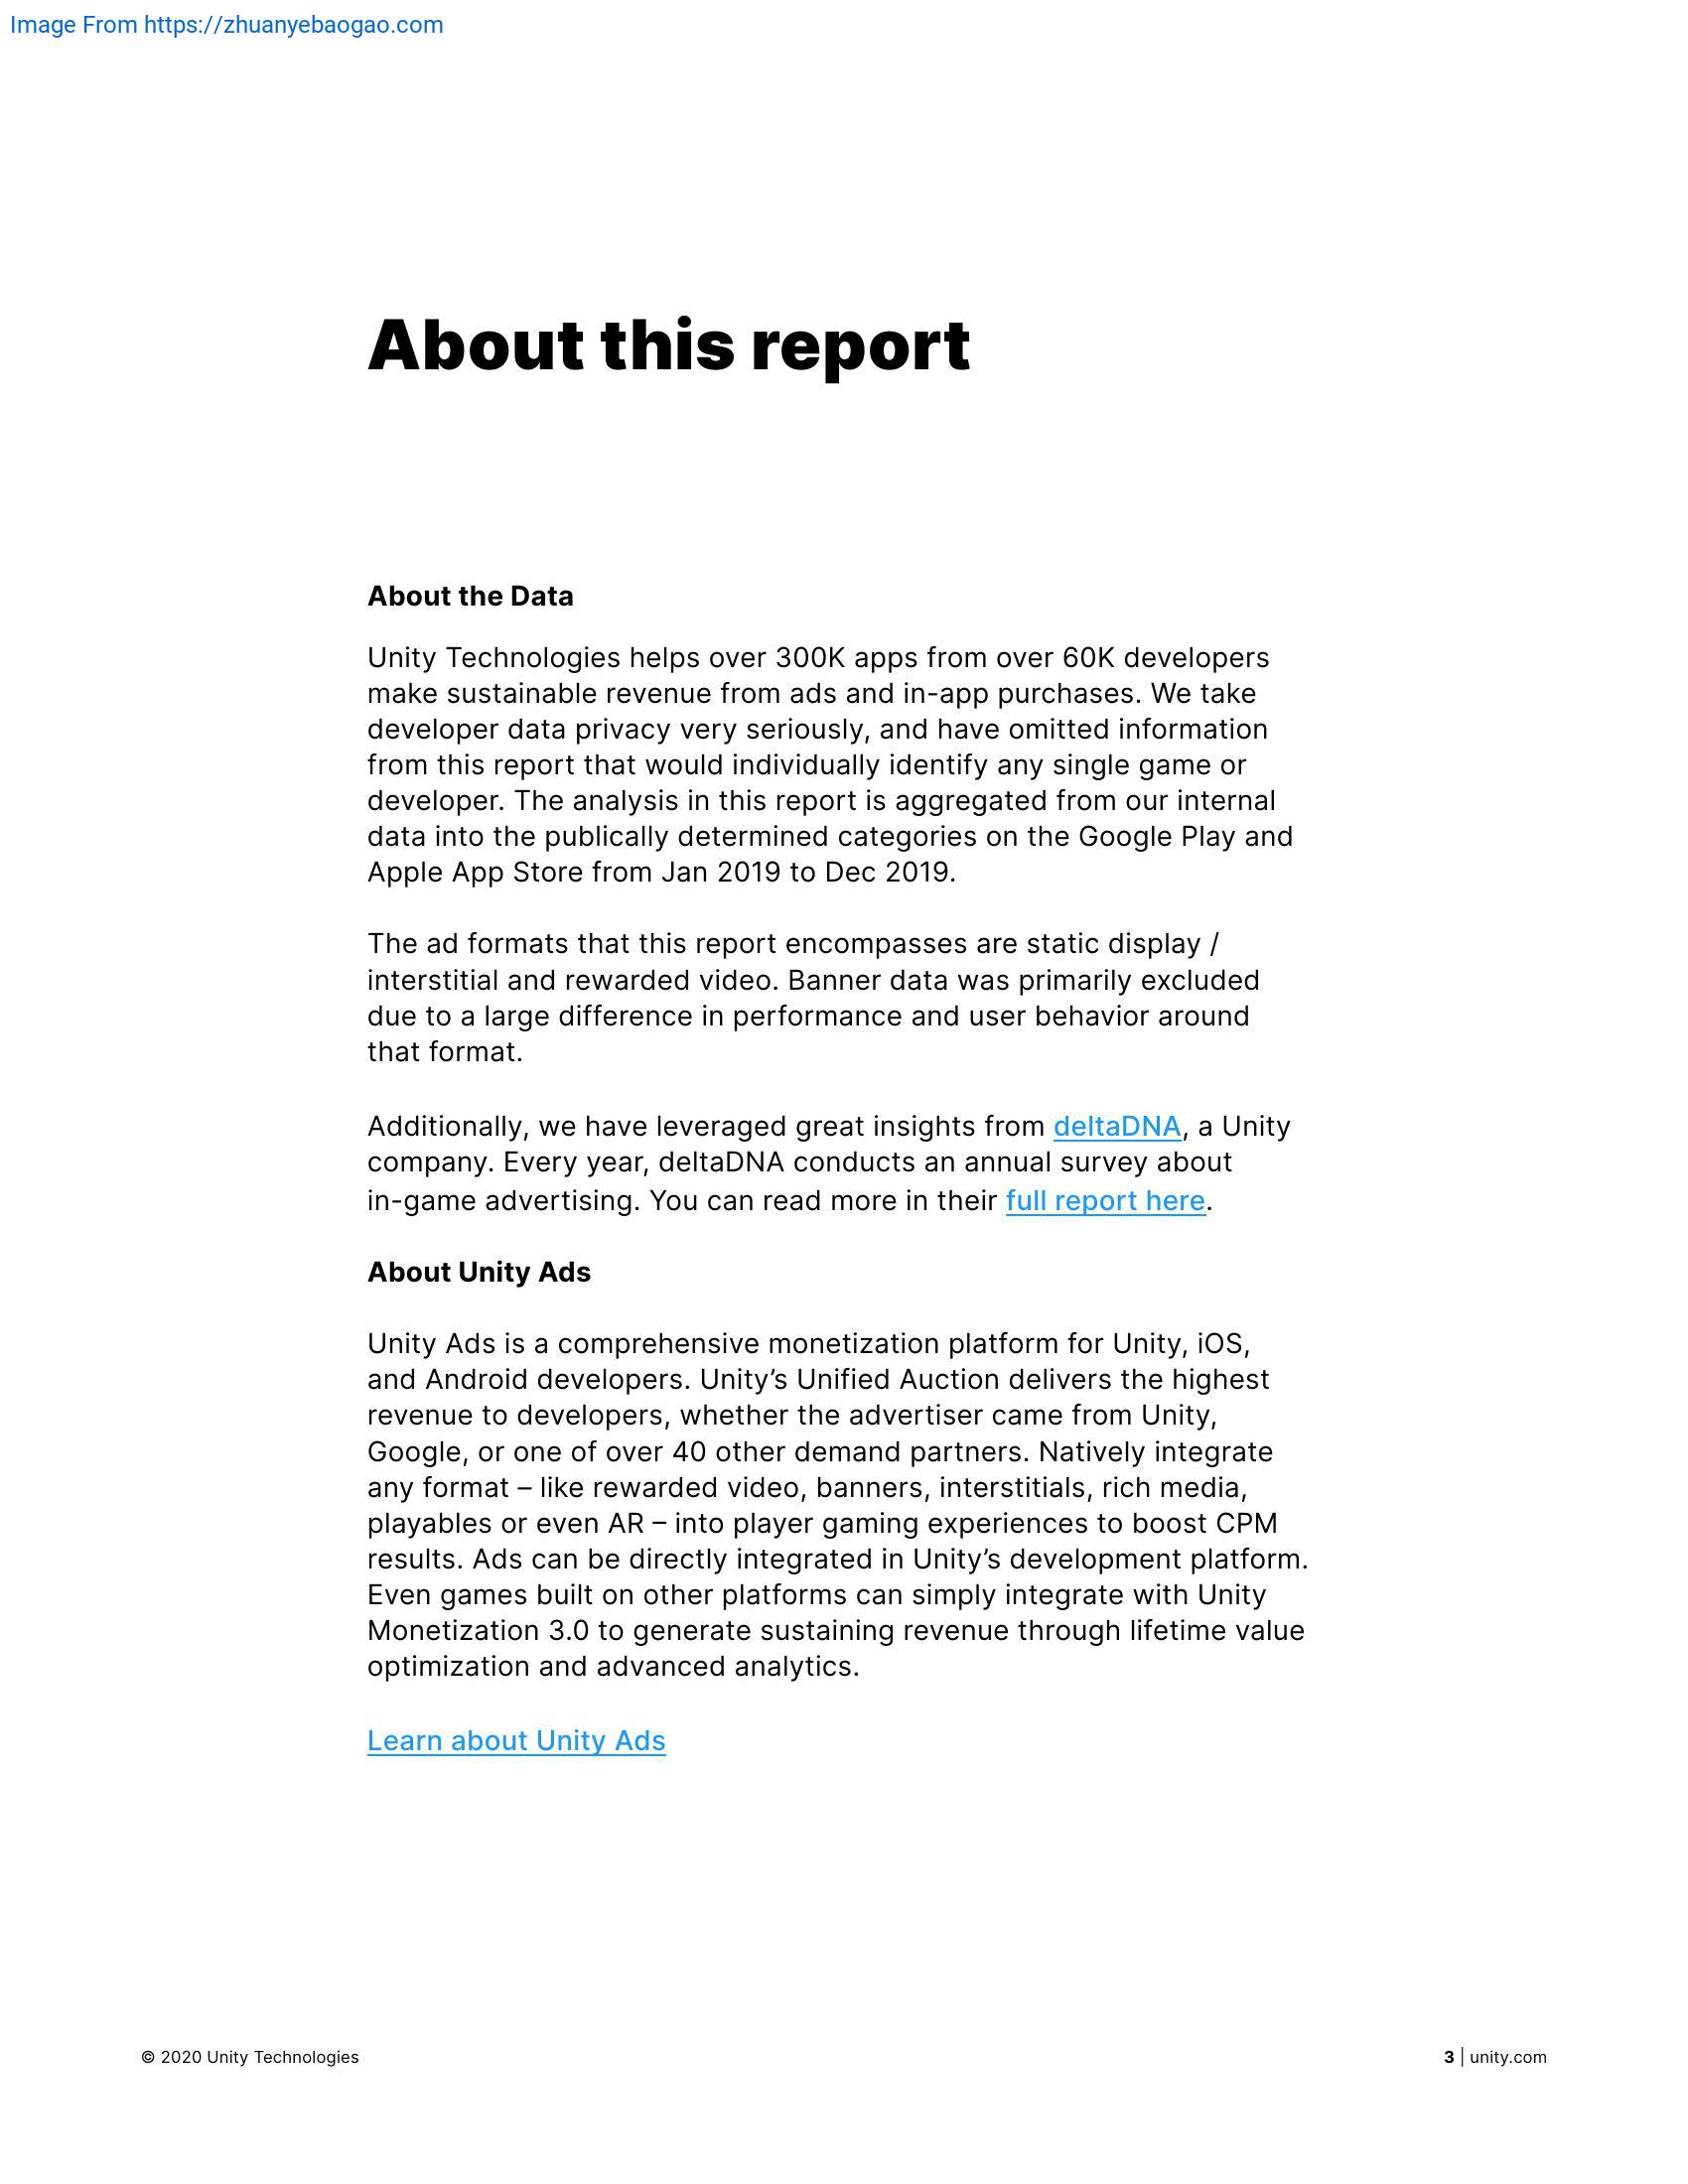 Image From https://zhuanyebaogao.com
About this report
About the Data
Unity Technologies helps over 300K apps from over 60K developers
make sustainable revenue from ads and in-app purchases. We take
developer data privacy very seriously, and have omitted information
from this report that would individually identify any single game or
developer. The analysis in this report is aggregated from our internal
data into the publically determined categories on the Google Play and
Apple App Store from Jan 2019 to Dec 2019.
The ad formats that this report encompasses are static display /
interstitial and rewarded video. Banner data was primarily excluded
due to a large difference in performance and user behavior around
that format.
Additionally, we have leveraged great insights from deltaDNA, a Unity
company. Every year, deltaDNA conducts an annual survey about
in-game advertising. You can read more in their full report here.
About Unity Ads
Unity Ads is a comprehensive monetization platform for Unity, iOS,
and Android developers. Unity’s Unified Auction delivers the highest
revenue to developers, whether the advertiser came from Unity,
Google, or one of over 40 other demand partners. Natively integrate
any format – like rewarded video, banners, interstitials, rich media,
playables or even AR – into player gaming experiences to boost CPM
results. Ads can be directly integrated in Unity’s development platform.
Even games built on other platforms can simply integrate with Unity
Monetization 3.0 to generate sustaining revenue through lifetime value
optimization and advanced analytics.
Learn about Unity Ads
© 2020 Unity Technologies
3 | unity.com